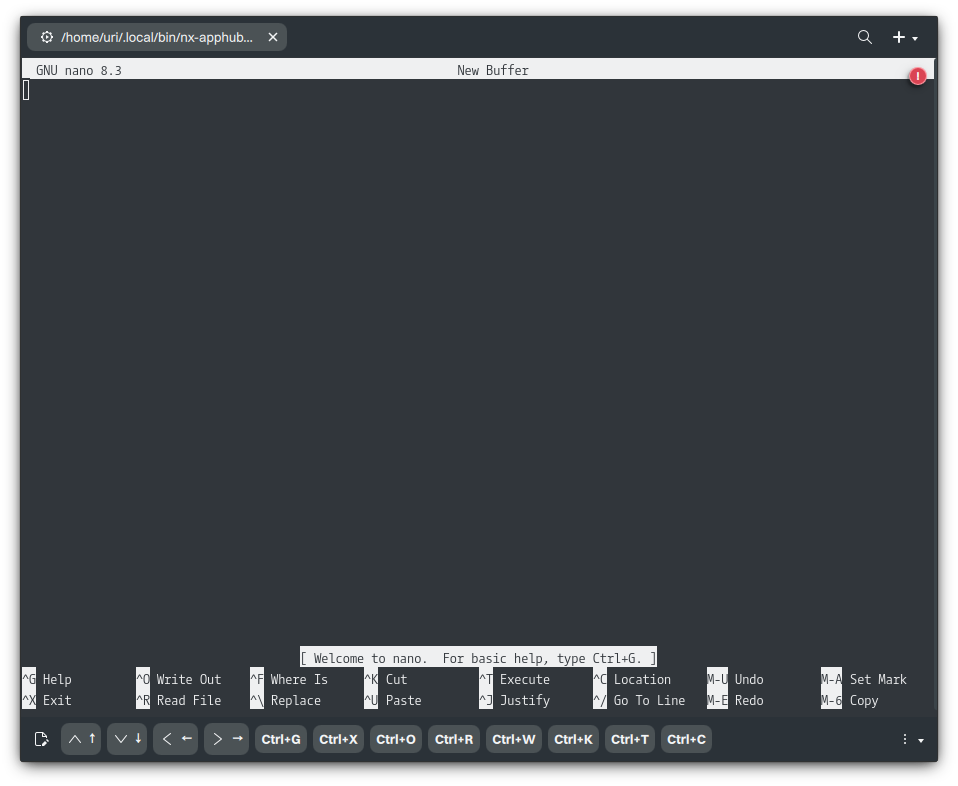 /home/uri/.local/bin/nx-apphub...
GNU nano 8.3 New Buffer
[ Welcome to nano.  For basic help, type Ctrl+G. ]
^G Help ^O Write Out ^F Where Is ^K Cut ^T Execute ^C Location M-U Undo M-A Set Mark
^X Exit ^R Read File ^\ Replace ^U Paste ^J Justify ^/ Go To Line M-E Redo M-6 Copy
↑ ↓ ← → Ctrl+G Ctrl+X Ctrl+O Ctrl+R Ctrl+W Ctrl+K Ctrl+T Ctrl+C